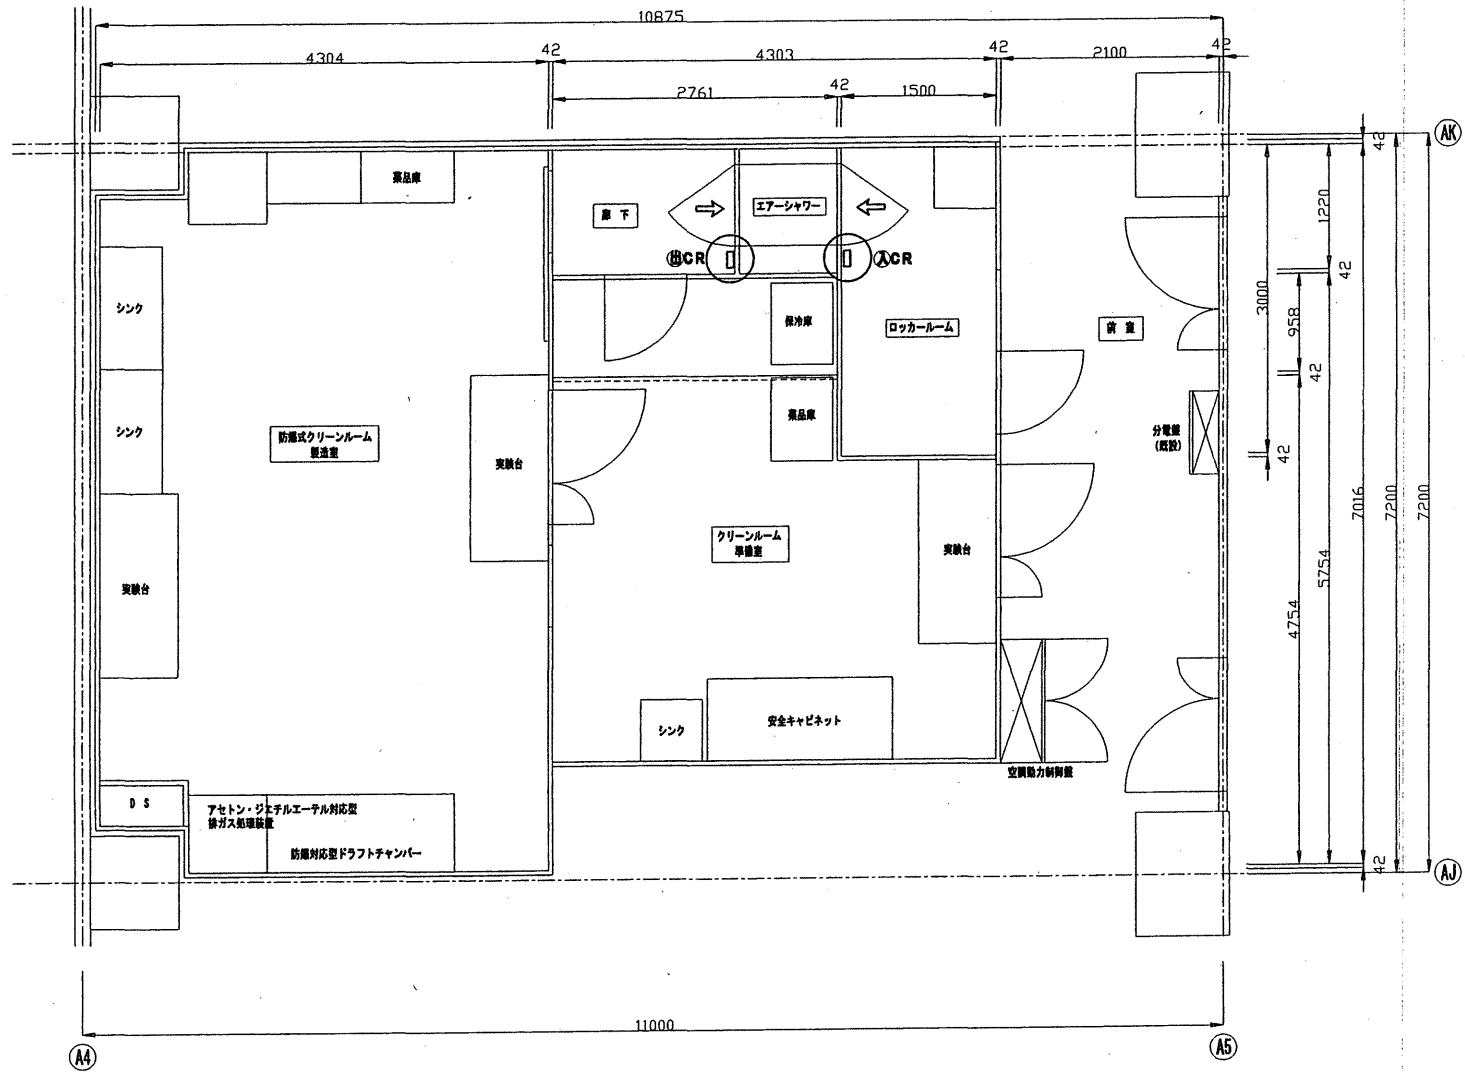 10875
4304
42
4303
42
2100
42
2761
42
1500
AK
42
薬品庫
廊 下
エアーシャワー
出CR
入CR
1220
42
3000
958
シンク
保冷庫
ロッカールーム
前 室
42
薬品庫
シンク
防爆式クリーンルーム
製造室
実験台
分電盤
(既設)
42
7016
7200
7200
クリーンルーム
準備室
実験台
5754
実験台
4754
シンク
安全キャビネット
空調動力制御盤
D S
アセトン・ジエチルエーテル対応型
排ガス処理装置
防爆対応型ドラフトチャンバー
42
AJ
11000
A4
A5